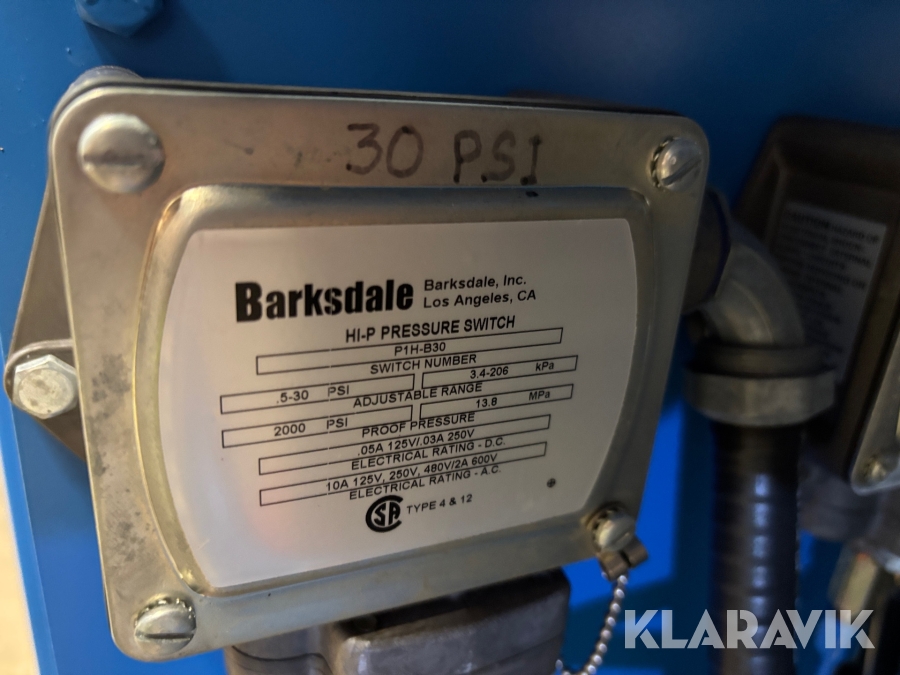 30 PSI
Barksdale
Barksdale, Inc.
Los Angeles, CA
HI-P PRESSURE SWITCH
P1H-B30
SWITCH NUMBER
.5-30 PSI 3.4-206 kPa
ADJUSTABLE RANGE
2000 PSI 13.8 MPa
PROOF PRESSURE
.05A 125V/.03A 250V
ELECTRICAL RATING - D.C.
10A 125V, 250V, 480V/2A 600V
ELECTRICAL RATING - A.C.
SA TYPE 4 & 12
KLARAVIK